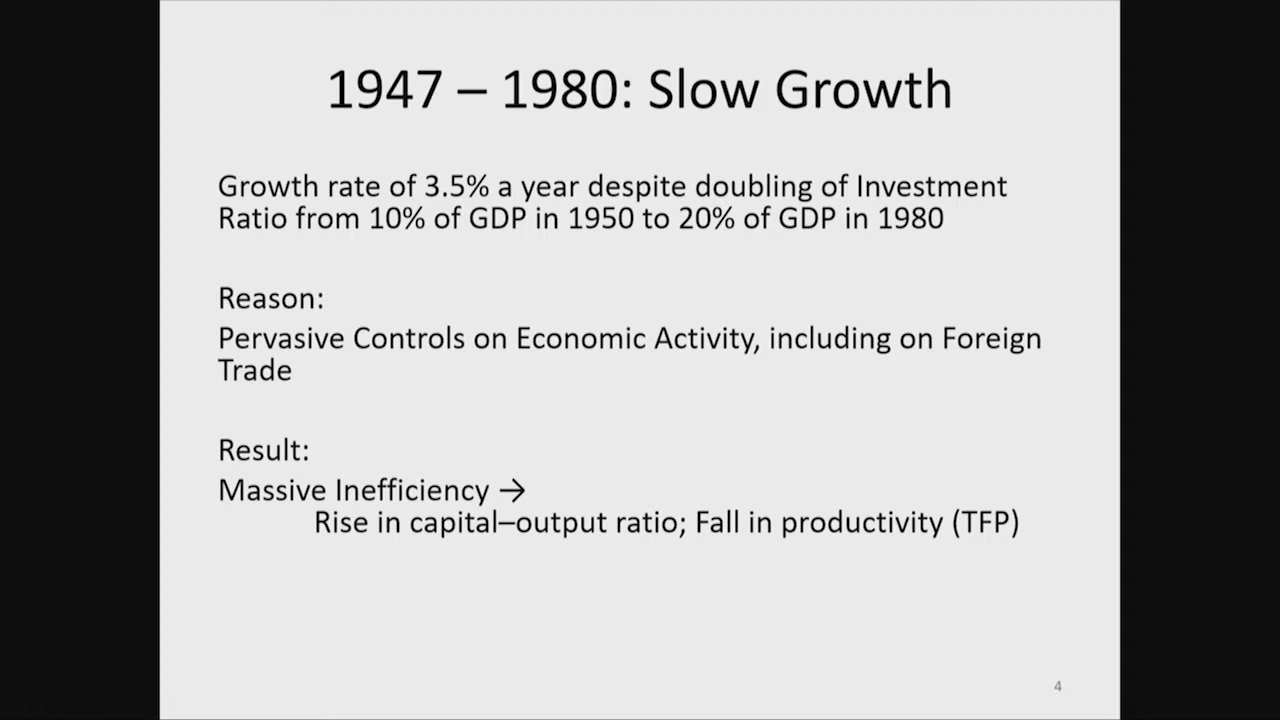 1947 – 1980: Slow Growth
Growth rate of 3.5% a year despite doubling of Investment
Ratio from 10% of GDP in 1950 to 20% of GDP in 1980
Reason:
Pervasive Controls on Economic Activity, including on Foreign
Trade
Result:
Massive Inefficiency →
Rise in capital–output ratio; Fall in productivity (TFP)
4